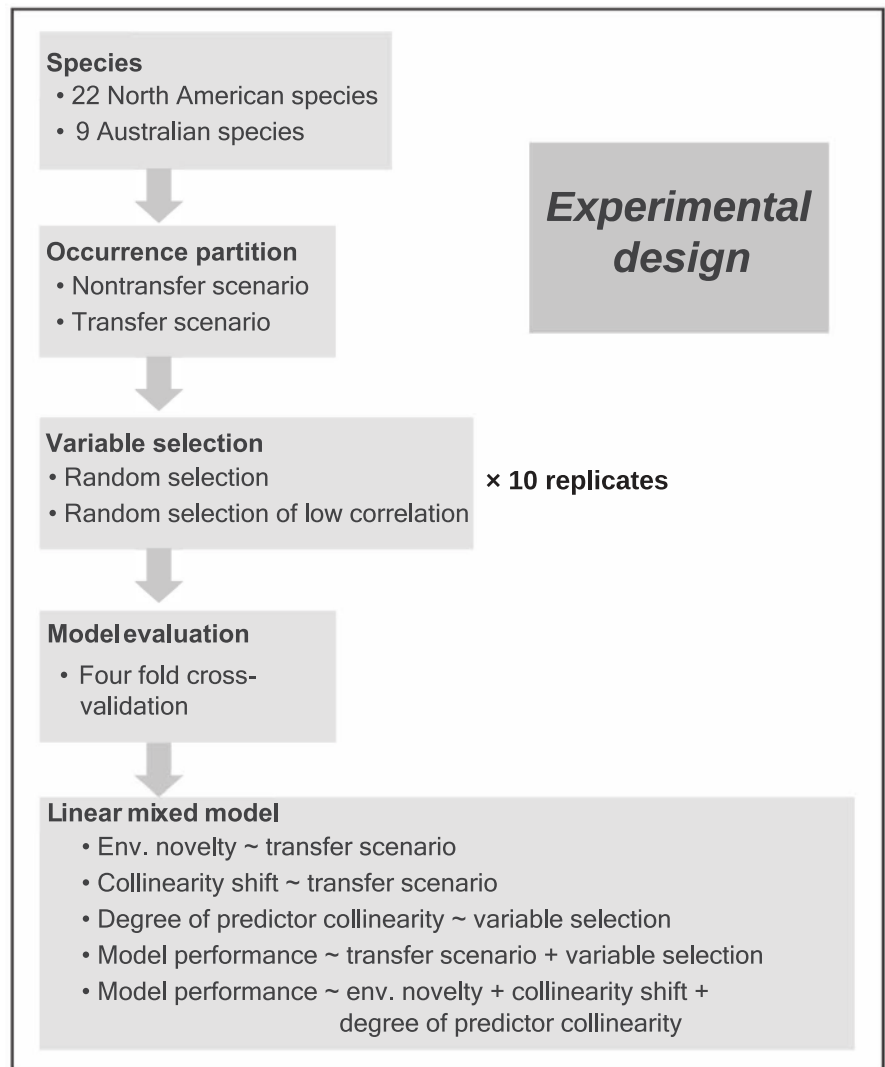 Species
• 22 North American species
• 9 Australian species
Experimental
design
Occurrence partition
• Nontransfer scenario
• Transfer scenario
Variable selection
• Random selection
• Random selection of low correlation
× 10 replicates
Model evaluation
• Four fold cross-
validation
Linear mixed model
• Env. novelty ~ transfer scenario
• Collinearity shift ~ transfer scenario
• Degree of predictor collinearity ~ variable selection
• Model performance ~ transfer scenario + variable selection
• Model performance ~ env. novelty + collinearity shift +
degree of predictor collinearity